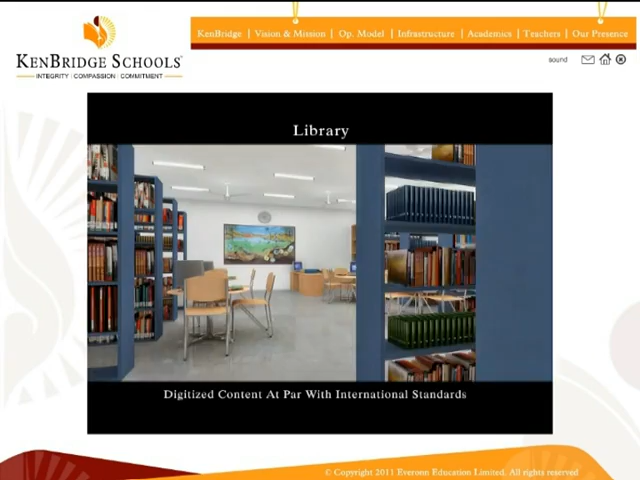 KenBridge | Vision & Mission | Op. Model | Infrastructure | Academics | Teachers | Our Presence
KENBRIDGE SCHOOLS
INTEGRITY | COMPASSION | COMMITMENT
sound
Library
Digitized Content At Par With International Standards
© Copyright 2011 Everonn Education Limited. All rights reserved